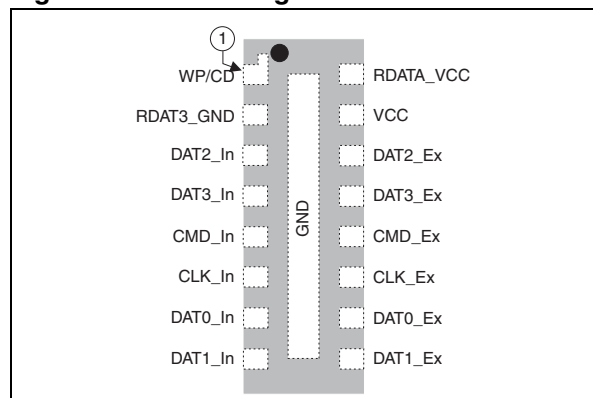 1
WP/CD RDATA_VCC
RDAT3_GND VCC
DAT2_In DAT2_Ex
DAT3_In DAT3_Ex
GND
CMD_In CMD_Ex
CLK_In CLK_Ex
DAT0_In DAT0_Ex
DAT1_In DAT1_Ex